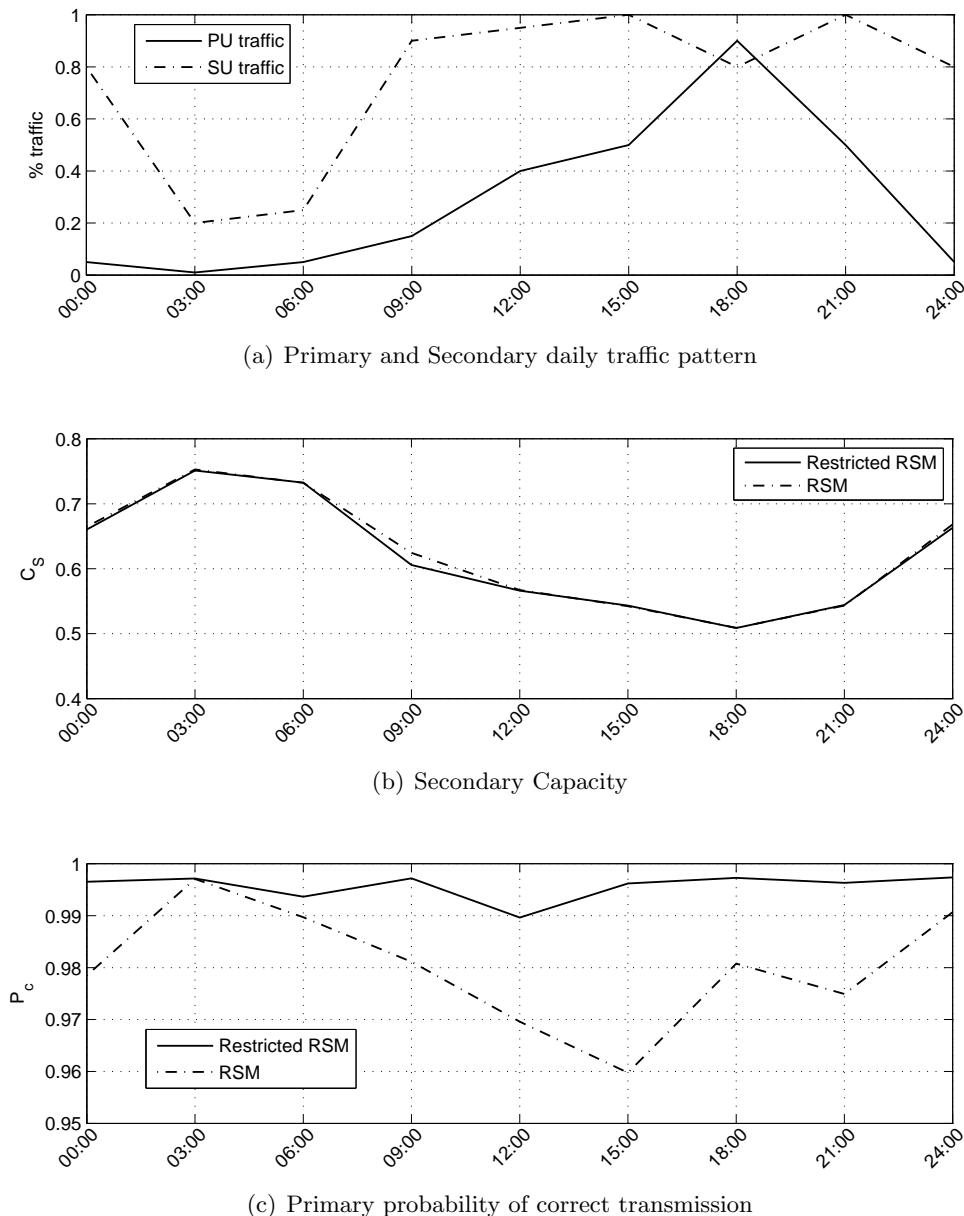 1
0.8
0.6
0.4
0.2
0
% traffic
PU traffic
SU traffic
00:00 03:00 06:00 09:00 12:00 15:00 18:00 21:00 24:00
(a) Primary and Secondary daily traffic pattern
0.8
0.7
0.6
0.5
0.4
C_S
Restricted RSM
RSM
00:00 03:00 06:00 09:00 12:00 15:00 18:00 21:00 24:00
(b) Secondary Capacity
1
0.99
0.98
0.97
0.96
0.95
P_c
Restricted RSM
RSM
00:00 03:00 06:00 09:00 12:00 15:00 18:00 21:00 24:00
(c) Primary probability of correct transmission